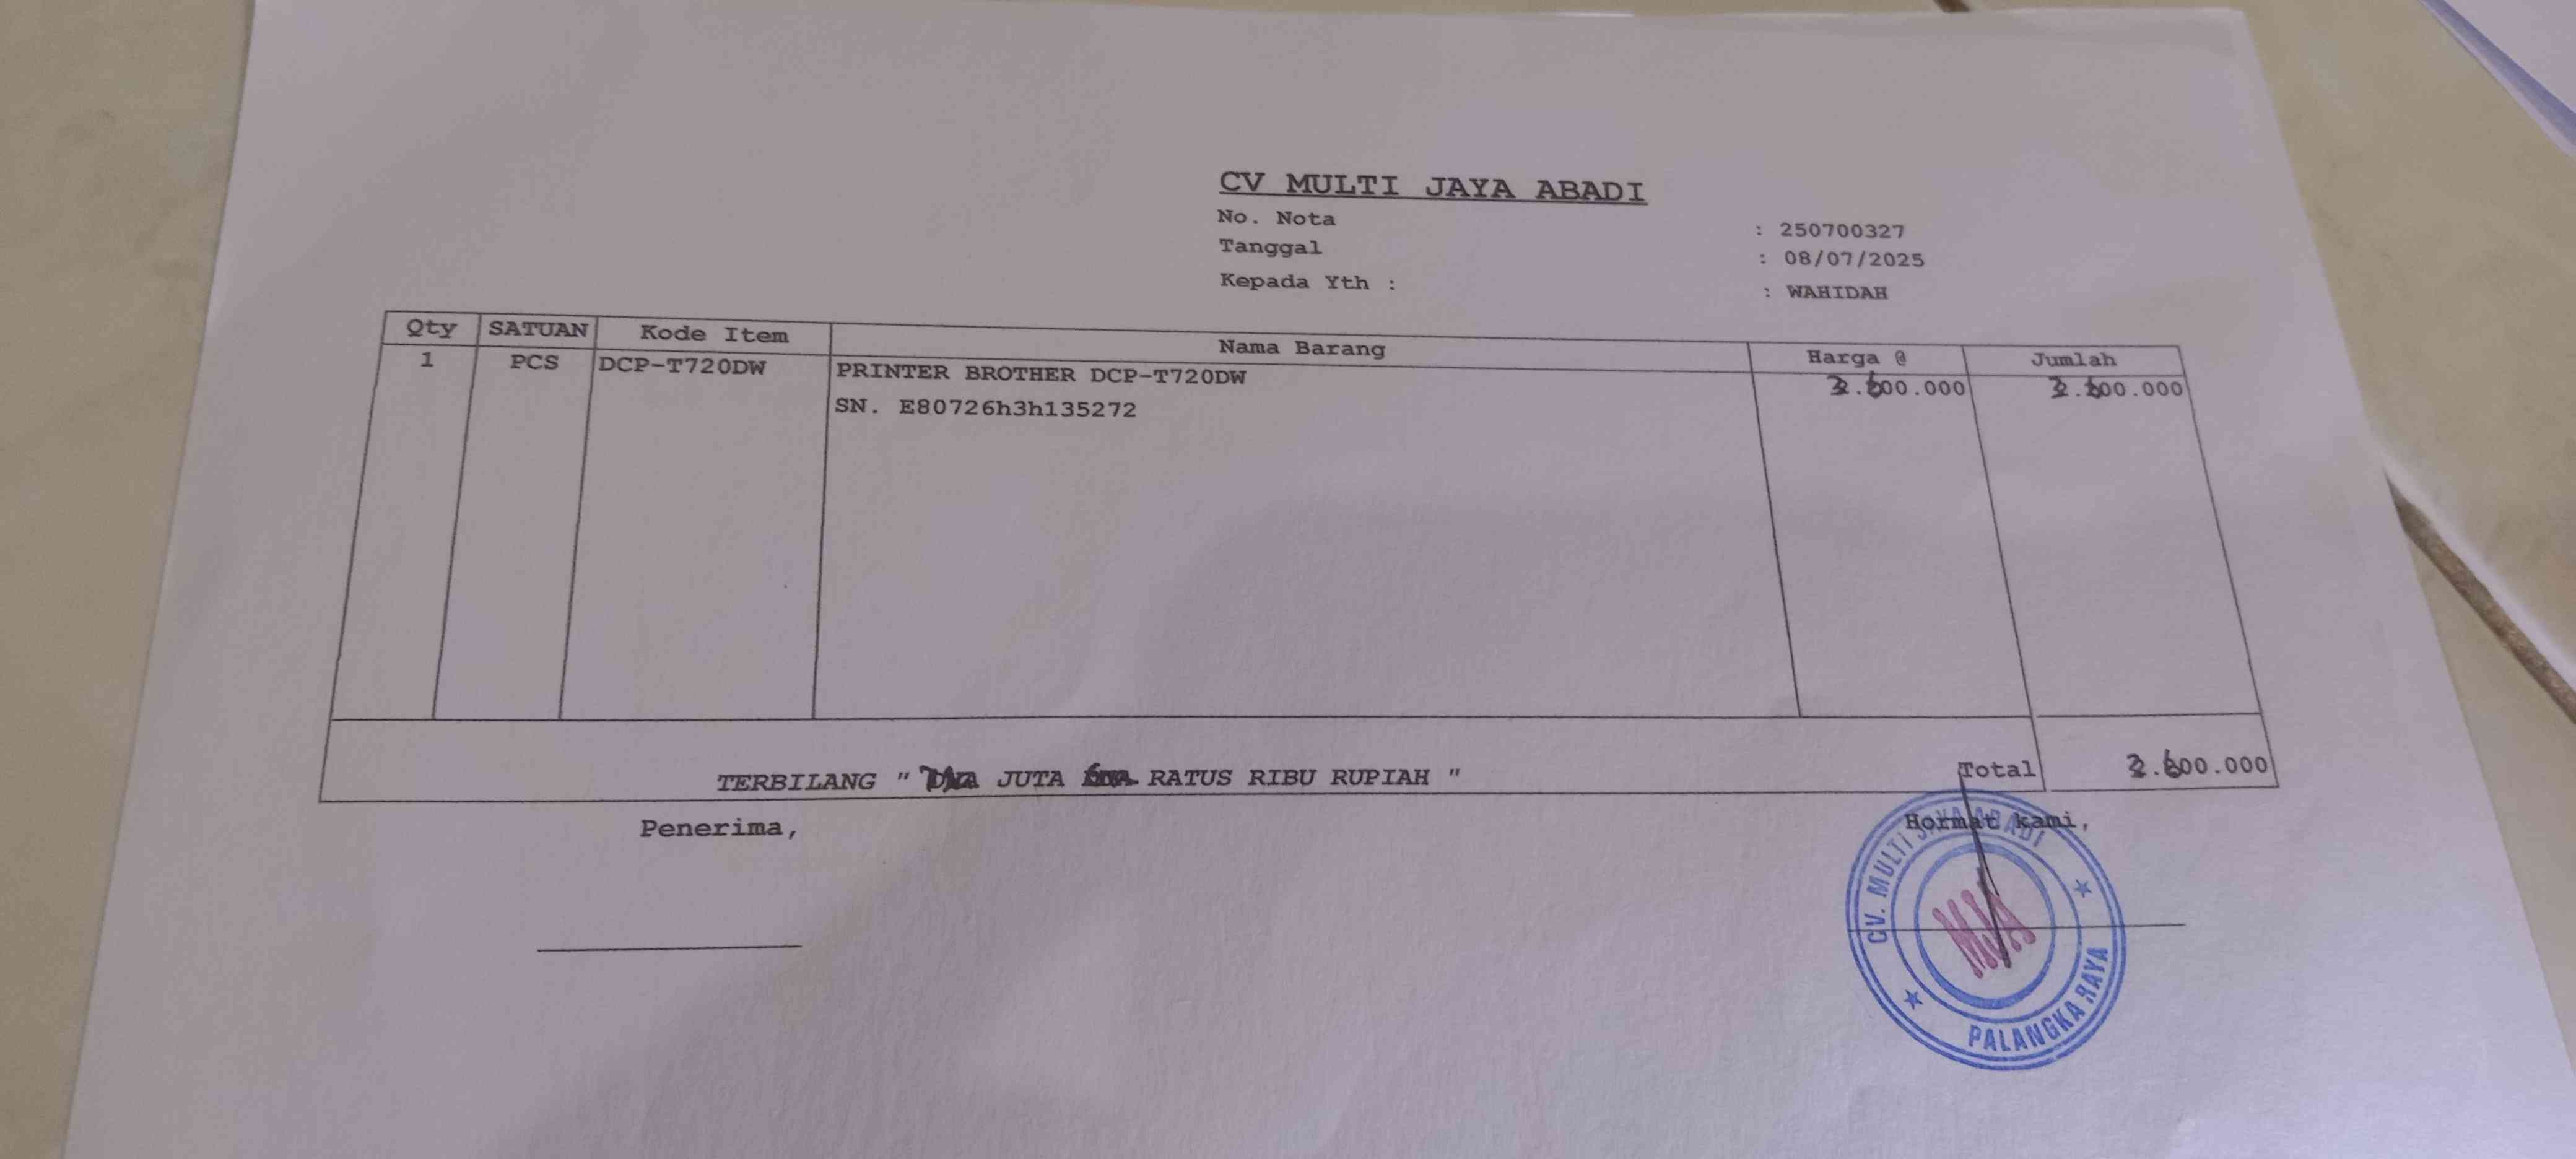 CV MULTI JAYA ABADI
No. Nota : 250700327
Tanggal : 08/07/2025
Kepada Yth : : WAHIDAH
Qty SATUAN Kode Item Nama Barang Harga @ Jumlah
1 PCS DCP-T720DW PRINTER BROTHER DCP-T720DW
SN. E80726h3h135272
TERBILANG " JUTA RATUS RIBU RUPIAH " Total
Penerima, Hormat kami,
CV. MULTI JAYA ABADI
MJA
PALANGKA RAYA